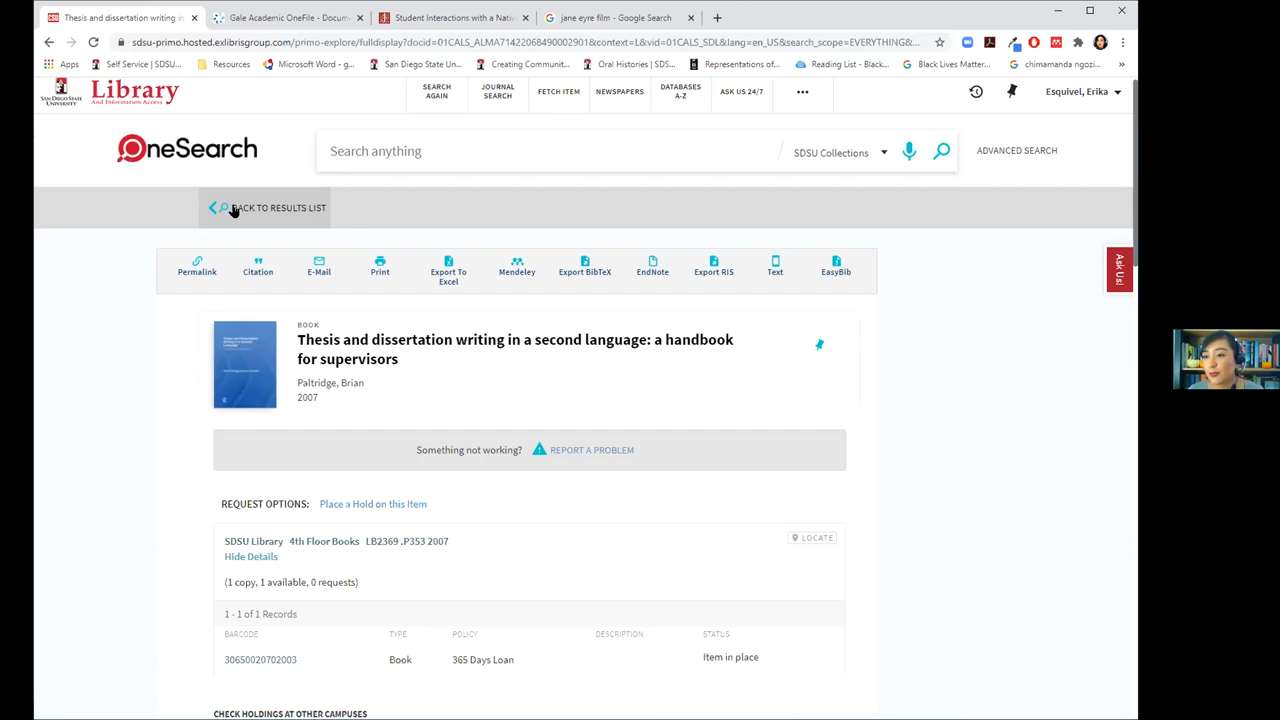 Thesis and dissertation writing in
Gale Academic OneFile - Docum
Student Interactions with a Nativ
jane eyre film - Google Search
sdsu-primo.hosted.exlibrisgroup.com/primo-explore/fulldisplay?docid=01CALS_ALMA71422068490002901&context=L&vid=01CALS_SDL&lang=en_US&search_scope=EVERYTHING&...
Apps
Self Service | SDSU...
Resources
Microsoft Word - g...
San Diego State Un...
Creating Communit...
Oral Histories | SDS...
Representations of...
Reading List - Black...
Black Lives Matter...
chimamanda ngozi...
»
SAN DIEGO STATE UNIVERSITY
Library
And Information Access
SEARCH AGAIN
JOURNAL SEARCH
FETCH ITEM
NEWSPAPERS
DATABASES A-Z
ASK US 24/7
Esquivel, Erika
OneSearch
Search anything
SDSU Collections
ADVANCED SEARCH
BACK TO RESULTS LIST
Permalink
Citation
E-Mail
Print
Export To Excel
Mendeley
Export BibTeX
EndNote
Export RIS
Text
EasyBib
Ask Us!
BOOK
Thesis and dissertation writing in a second language: a handbook
for supervisors
Paltridge, Brian
2007
Something not working? REPORT A PROBLEM
REQUEST OPTIONS: Place a Hold on this Item
SDSU Library 4th Floor Books LB2369 .P353 2007
LOCATE
Hide Details
(1 copy, 1 available, 0 requests)
1 - 1 of 1 Records
BARCODE TYPE POLICY DESCRIPTION STATUS
30650020702003 Book 365 Days Loan Item in place
CHECK HOLDINGS AT OTHER CAMPUSES